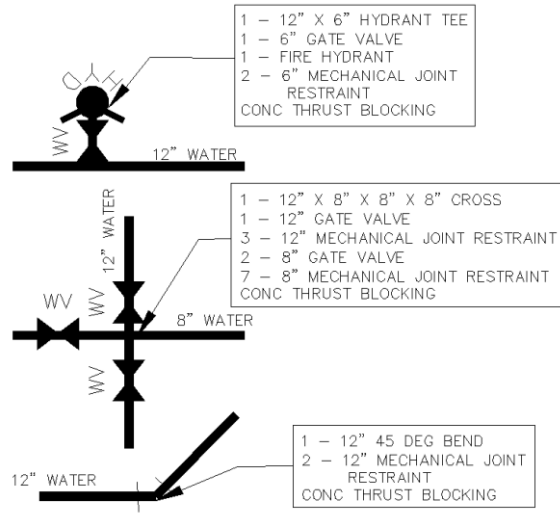 1 - 12" X 6" HYDRANT TEE
1 - 6" GATE VALVE
1 - FIRE HYDRANT
2 - 6" MECHANICAL JOINT
RESTRAINT
CONC THRUST BLOCKING
HYD
WV
12" WATER
1 - 12" X 8" X 8" X 8" CROSS
1 - 12" GATE VALVE
3 - 12" MECHANICAL JOINT RESTRAINT
2 - 8" GATE VALVE
7 - 8" MECHANICAL JOINT RESTRAINT
CONC THRUST BLOCKING
12" WATER
WV
WV
8" WATER
WV
1 - 12" 45 DEG BEND
2 - 12" MECHANICAL JOINT
RESTRAINT
CONC THRUST BLOCKING
12" WATER